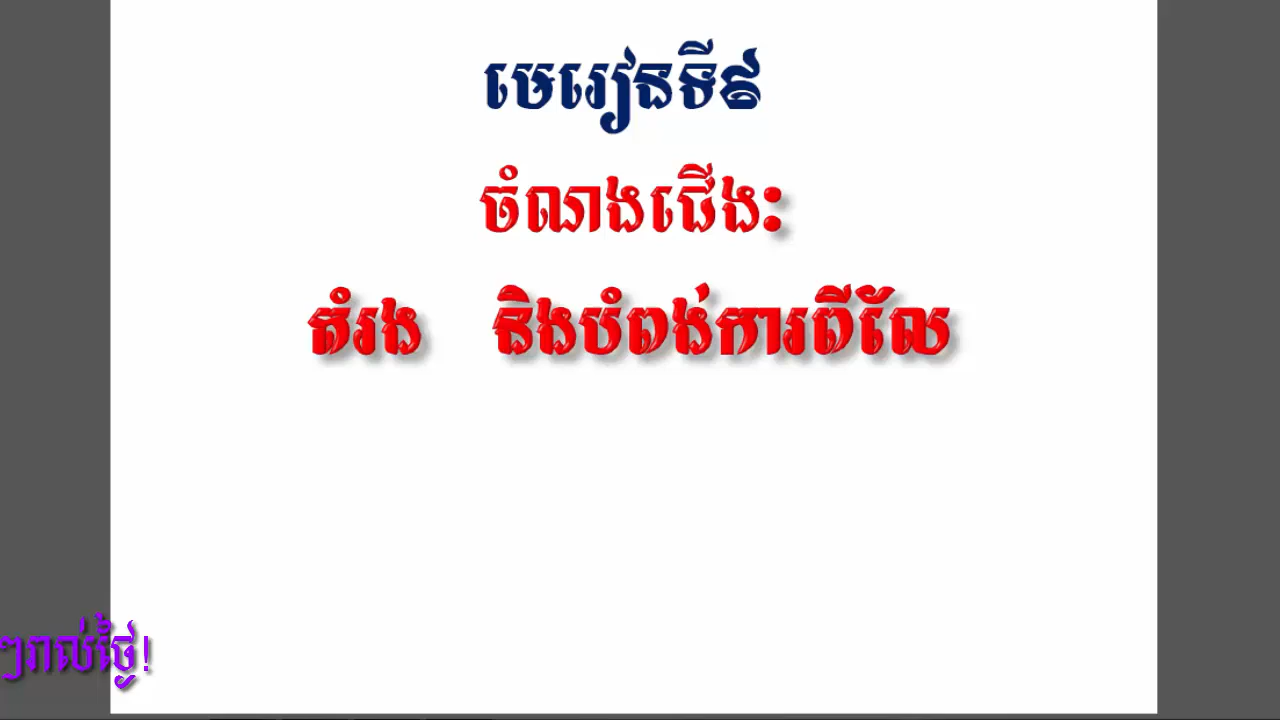 មេរៀនទី៩
ចំណងជើងៈ
តំរង និងបំពង់ការពីលែ
ៗរាល់ថ្ងៃ!